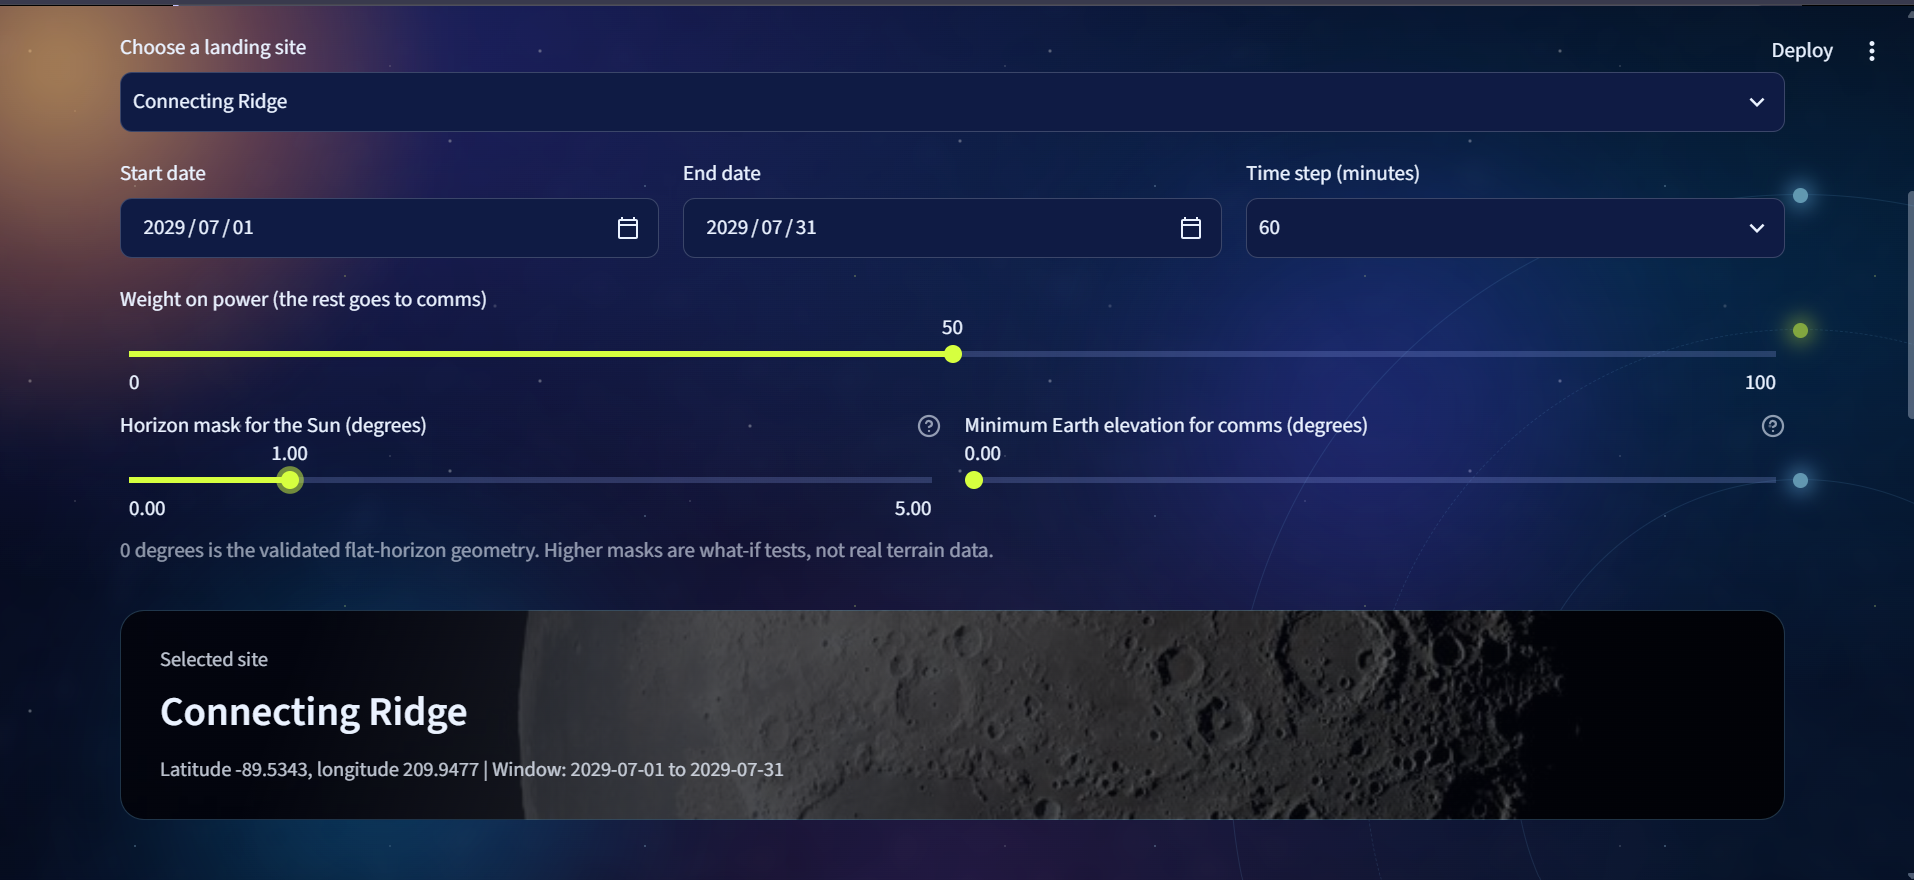 Choose a landing site
Deploy
Connecting Ridge
Start date
End date
Time step (minutes)
2029/07/01
2029/07/31
60
Weight on power (the rest goes to comms)
50
0
100
Horizon mask for the Sun (degrees)
Minimum Earth elevation for comms (degrees)
1.00
0.00
0.00
5.00
0 degrees is the validated flat-horizon geometry. Higher masks are what-if tests, not real terrain data.
Selected site
Connecting Ridge
Latitude -89.5343, longitude 209.9477 | Window: 2029-07-01 to 2029-07-31